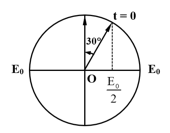 t = 0
30°
E₀ O E₀
E₀/2